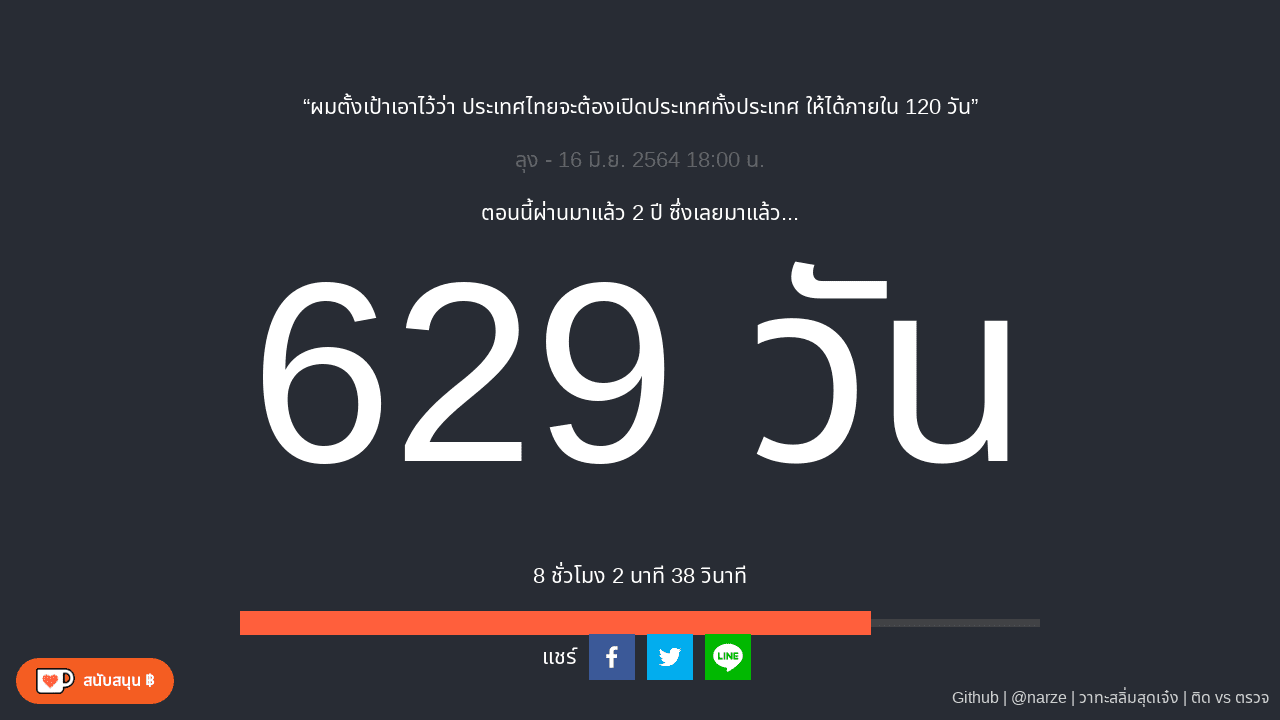 “ผมตั้งเป้าเอาไว้ว่า ประเทศไทยจะต้องเปิดประเทศทั้งประเทศ ให้ได้ภายใน 120 วัน”
ลุง - 16 มิ.ย. 2564 18:00 น.
ตอนนี้ผ่านมาแล้ว 2 ปี ซึ่งเลยมาแล้ว...
629 วัน
8 ชั่วโมง 2 นาที 38 วินาที
แชร์
LINE
สนับสนุน ฿
Github | @narze | วาทะสลิ่มสุดเจ๋ง | ติด vs ตรวจ